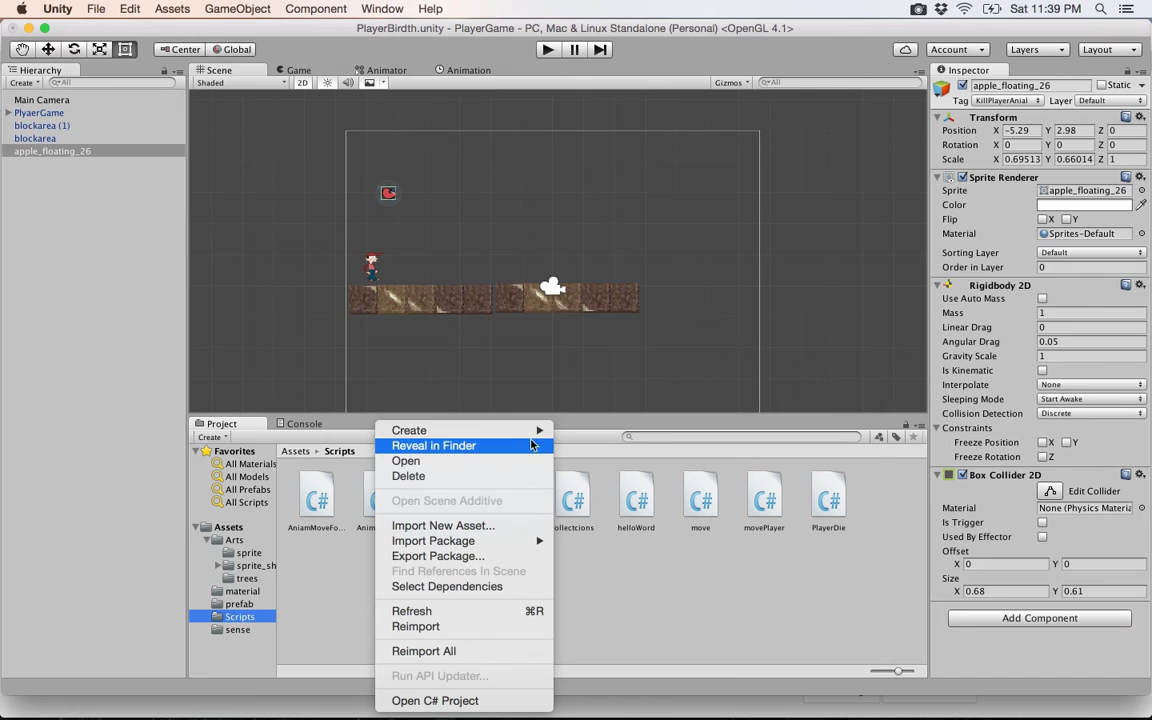 Unity File Edit Assets GameObject Component Window Help Sat 11:39 PM
PlayerBirdth.unity - PlayerGame - PC, Mac & Linux Standalone (Personal) <OpenGL 4.1>
Center Global Account Layers Layout
Hierarchy
Create All
Main Camera
PlyaerGame
blockarea (1)
blockarea
apple_floating_26
Scene Game Animator Animation
Shaded 2D Gizmos All
Project Console
Create
Favorites
All Materials
All Models
All Prefabs
All Scripts
Assets
Arts
sprite
sprite_sh
trees
material
prefab
Scripts
sense
Assets Scripts
AniamMoveFo...
ollectcions
helloWord
move
movePlayer
PlayerDie
Create
Reveal in Finder
Open
Delete
Open Scene Additive
Import New Asset...
Import Package
Export Package...
Find References In Scene
Select Dependencies
Refresh ⌘R
Reimport
Reimport All
Run API Updater...
Open C# Project
Inspector
apple_floating_26 Static
Tag KillPlayerAnial Layer Default
Transform
Position X -5.29 Y 2.98 Z 0
Rotation X 0 Y 0 Z 0
Scale X 0.69513 Y 0.66014 Z 1
Sprite Renderer
Sprite apple_floating_26
Color
Flip X Y
Material Sprites-Default
Sorting Layer Default
Order in Layer 0
Rigidbody 2D
Use Auto Mass
Mass 1
Linear Drag 0
Angular Drag 0.05
Gravity Scale 1
Is Kinematic
Interpolate None
Sleeping Mode Start Awake
Collision Detection Discrete
Constraints
Freeze Position X Y
Freeze Rotation Z
Box Collider 2D
Edit Collider
Material None (Physics Materia
Is Trigger
Used By Effector
Offset
X 0 Y 0
Size
X 0.68 Y 0.61
Add Component